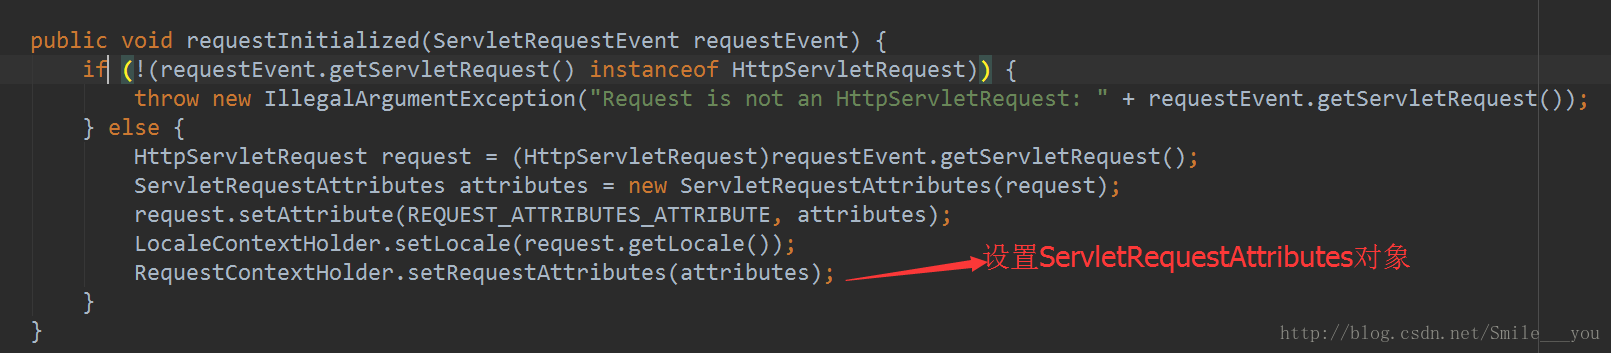 public void requestInitialized(ServletRequestEvent requestEvent) {
if (!(requestEvent.getServletRequest() instanceof HttpServletRequest)) {
throw new IllegalArgumentException("Request is not an HttpServletRequest: " + requestEvent.getServletRequest());
} else {
HttpServletRequest request = (HttpServletRequest)requestEvent.getServletRequest();
ServletRequestAttributes attributes = new ServletRequestAttributes(request);
request.setAttribute(REQUEST_ATTRIBUTES_ATTRIBUTE, attributes);
LocaleContextHolder.setLocale(request.getLocale());
RequestContextHolder.setRequestAttributes(attributes);
设置ServletRequestAttributes对象
}
}
http://blog.csdn.net/Smile___you